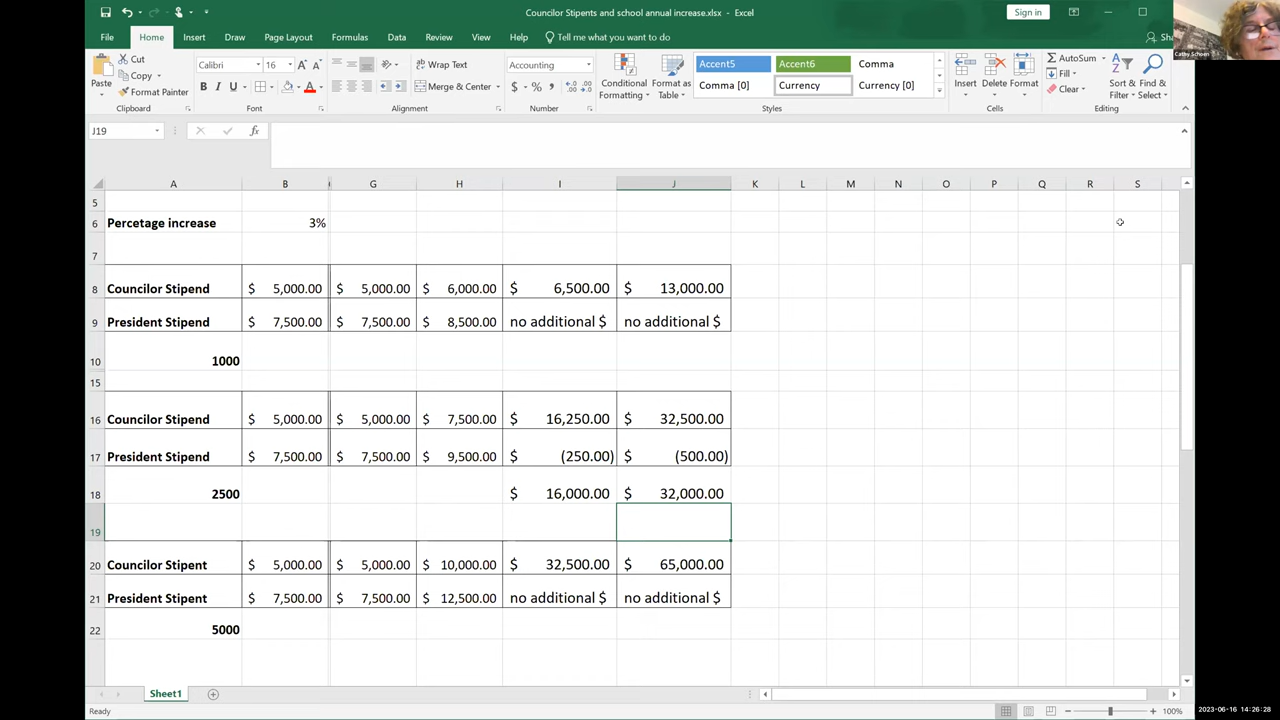 Councilor Stipents and school annual increase.xlsx - Excel
Sign in
File Home Insert Draw Page Layout Formulas Data Review View Help Tell me what you want to do
Paste
Cut
Copy
Format Painter
Clipboard
Calibri 16
B I U
Font
Wrap Text
Merge & Center
Alignment
Accounting
$ % ,
Number
Conditional Formatting
Format as Table
Accent5 Accent6 Comma
Comma [0] Currency Currency [0]
Styles
Insert Delete Format
Cells
AutoSum
Fill
Clear
Sort & Filter
Find & Select
Editing
Cathy Schoen
J19 fx
A B G H I J K L M N O P Q R S
5
6 Percetage increase 3%
7
8 Councilor Stipend $ 5,000.00 $ 5,000.00 $ 6,000.00 $ 6,500.00 $ 13,000.00
9 President Stipend $ 7,500.00 $ 7,500.00 $ 8,500.00 no additional $ no additional $
10 1000
15
16 Councilor Stipend $ 5,000.00 $ 5,000.00 $ 7,500.00 $ 16,250.00 $ 32,500.00
17 President Stipend $ 7,500.00 $ 7,500.00 $ 9,500.00 $ (250.00) $ (500.00)
18 2500 $ 16,000.00 $ 32,000.00
19
20 Councilor Stipent $ 5,000.00 $ 5,000.00 $ 10,000.00 $ 32,500.00 $ 65,000.00
21 President Stipent $ 7,500.00 $ 7,500.00 $ 12,500.00 no additional $ no additional $
22 5000
Sheet1
Ready
100%
2023-06-16 14:26:28